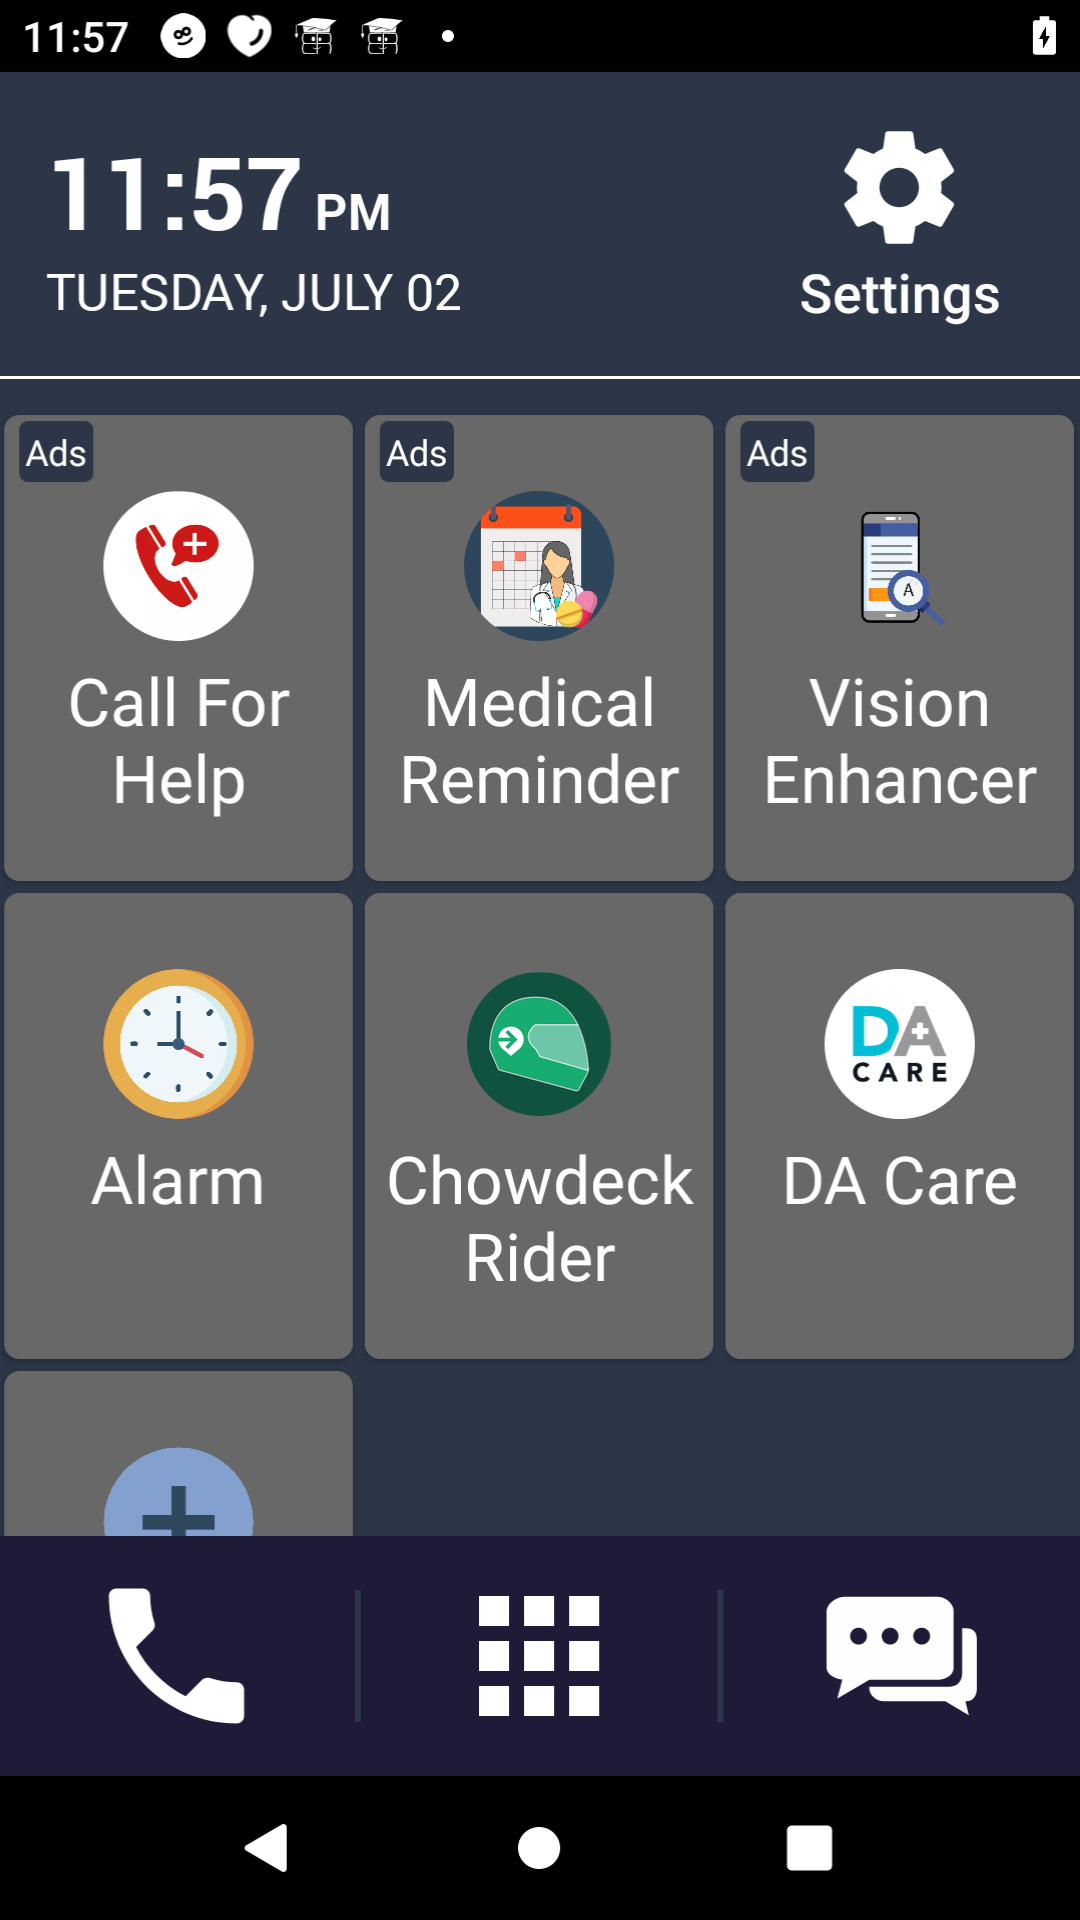 11:57
11:57 PM
TUESDAY, JULY 02
Settings
Ads
Call For
Help
Ads
Medical
Reminder
Ads
A
Vision
Enhancer
Alarm
Chowdeck
Rider
DA
CARE
DA Care